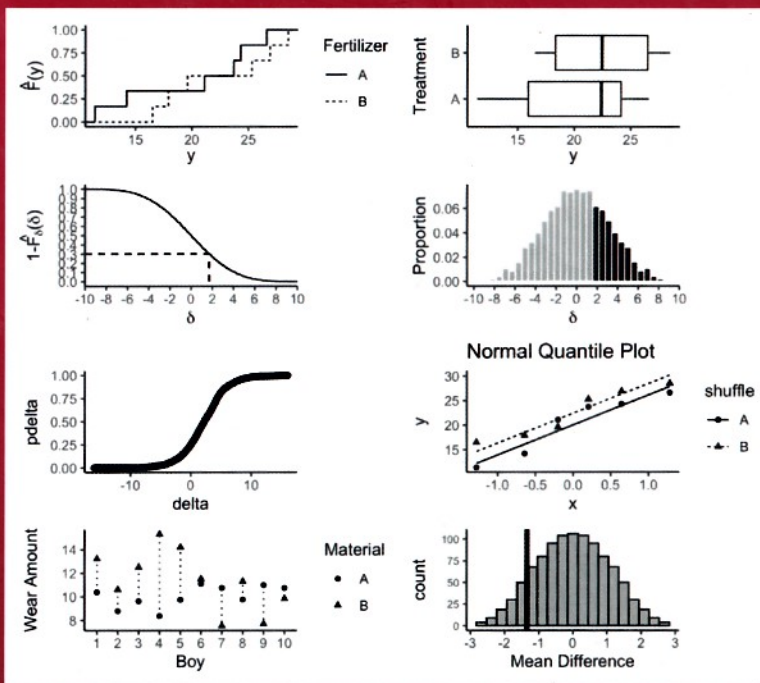 1.00
0.75
0.50
0.25
0.00
F̂(y)
15 20 25
y
Fertilizer
A
B
Treatment
B
A
15 20 25
y
1.0
0.9
0.8
0.7
0.6
0.5
0.4
0.3
0.2
0.1
0.0
1-F̂δ(δ)
-10 -8 -6 -4 -2 0 2 4 6 8 10
δ
Proportion
0.06
0.04
0.02
0.00
-10 -8 -6 -4 -2 0 2 4 6 8 10
δ
1.00
0.75
0.50
0.25
0.00
pdelta
-10 0 10
delta
Normal Quantile Plot
30
25
20
15
y
-1.0 -0.5 0.0 0.5 1.0
x
shuffle
A
B
Wear Amount
14
12
10
8
1 2 3 4 5 6 7 8 9 10
Boy
Material
A
B
count
100
75
50
25
0
-3 -2 -1 0 1 2 3
Mean Difference